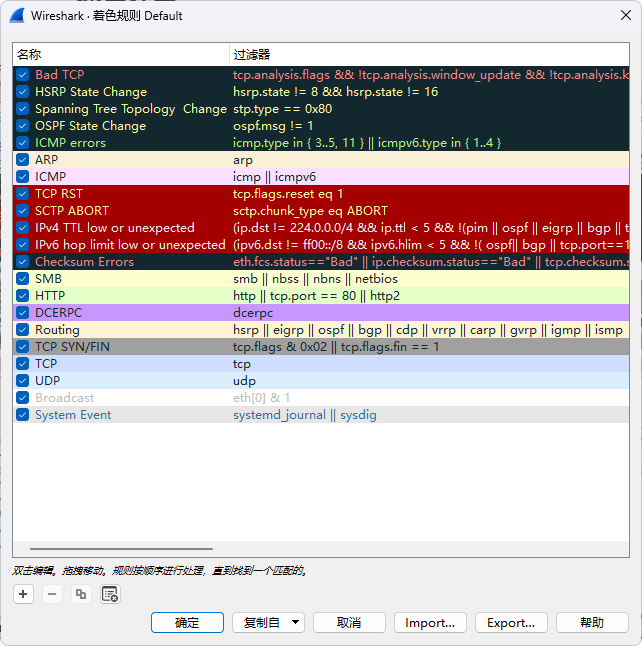 Wireshark · 着色规则 Default
名称 过滤器
Bad TCP tcp.analysis.flags && !tcp.analysis.window_update && !tcp.analysis.k
HSRP State Change hsrp.state != 8 && hsrp.state != 16
Spanning Tree Topology Change stp.type == 0x80
OSPF State Change ospf.msg != 1
ICMP errors icmp.type in { 3..5, 11 } || icmpv6.type in { 1..4 }
ARP arp
ICMP icmp || icmpv6
TCP RST tcp.flags.reset eq 1
SCTP ABORT sctp.chunk_type eq ABORT
IPv4 TTL low or unexpected (ip.dst != 224.0.0.0/4 && ip.ttl < 5 && !(pim || ospf || eigrp || bgp || t
IPv6 hop limit low or unexpected (ipv6.dst != ff00::/8 && ipv6.hlim < 5 && !( ospf|| bgp || tcp.port==1
Checksum Errors eth.fcs.status=="Bad" || ip.checksum.status=="Bad" || tcp.checksum.s
SMB smb || nbss || nbns || netbios
HTTP http || tcp.port == 80 || http2
DCERPC dcerpc
Routing hsrp || eigrp || ospf || bgp || cdp || vrrp || carp || gvrp || igmp || ismp
TCP SYN/FIN tcp.flags & 0x02 || tcp.flags.fin == 1
TCP tcp
UDP udp
Broadcast eth[0] & 1
System Event systemd_journal || sysdig
双击编辑。拖拽移动。规则按顺序进行处理，直到找到一个匹配的。
确定 复制自 取消 Import... Export... 帮助